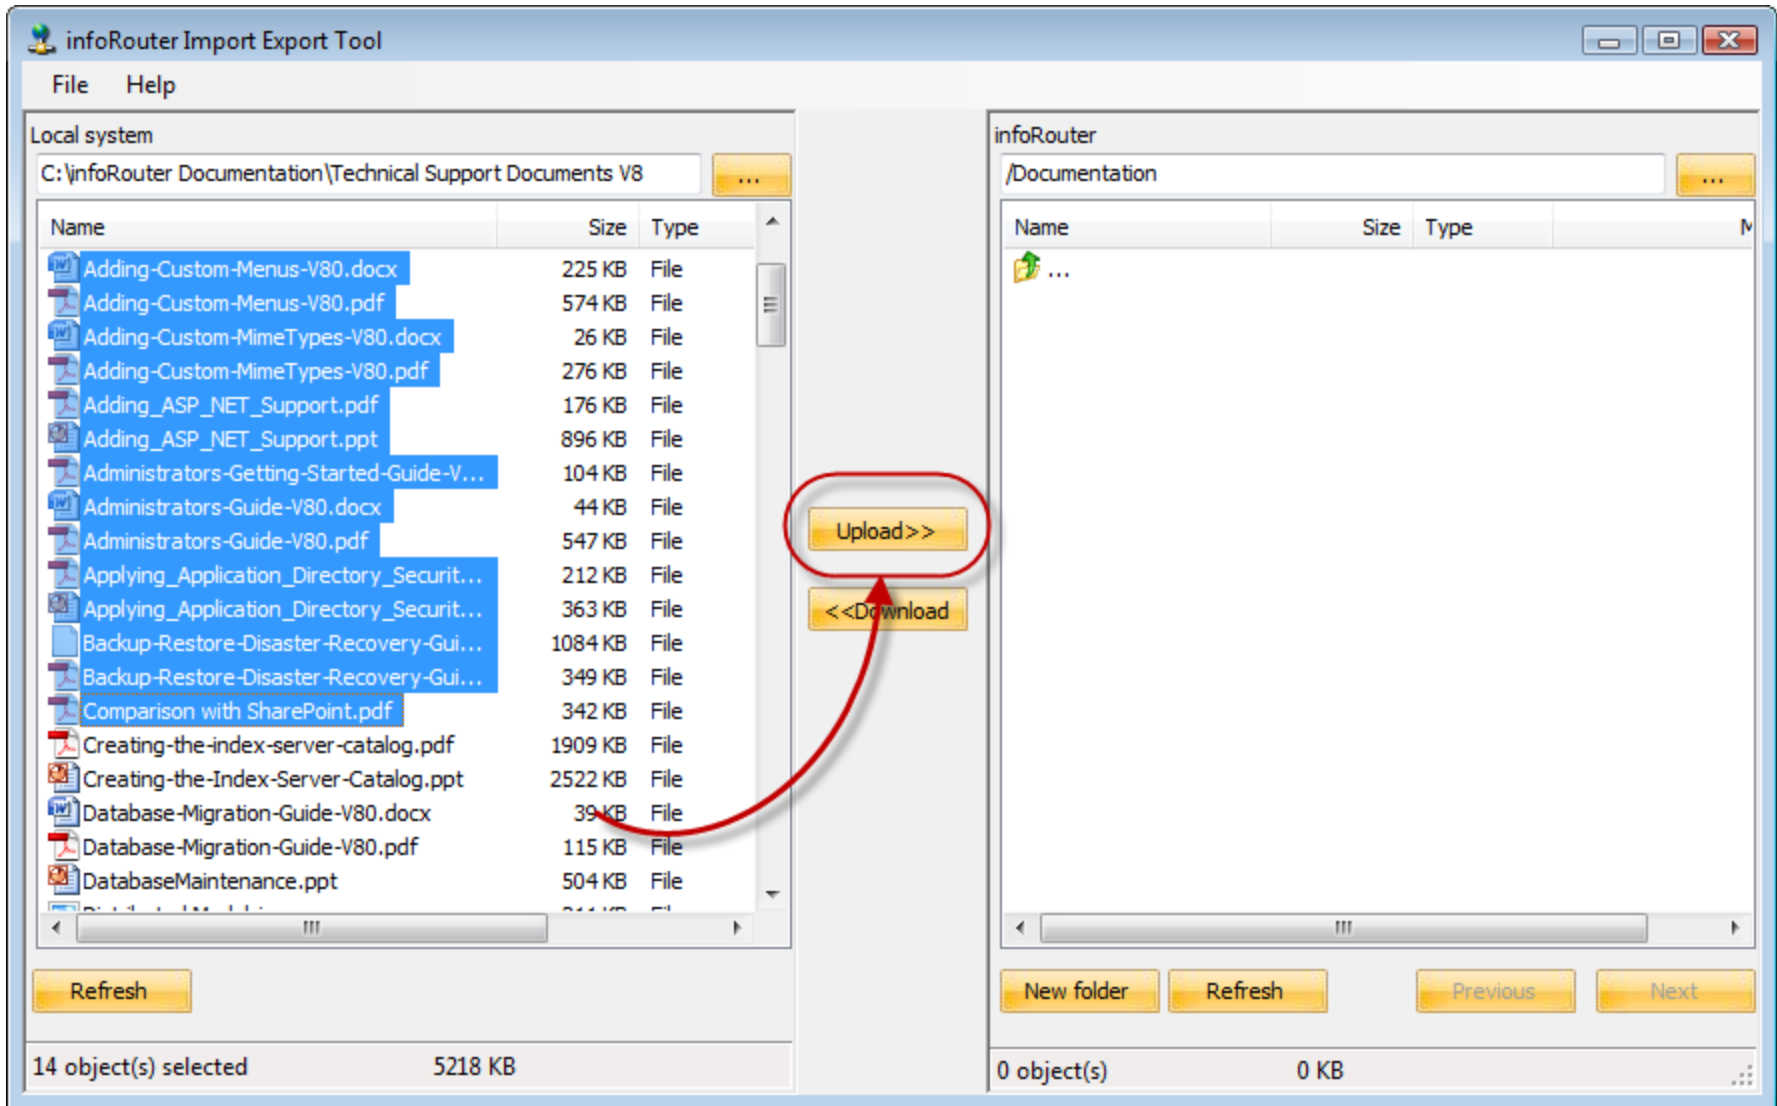 infoRouter Import Export Tool
File Help
Local system
C:\infoRouter Documentation\Technical Support Documents V8 ...
Name Size Type
Adding-Custom-Menus-V80.docx 225 KB File
Adding-Custom-Menus-V80.pdf 574 KB File
Adding-Custom-MimeTypes-V80.docx 26 KB File
Adding-Custom-MimeTypes-V80.pdf 276 KB File
Adding_ASP_NET_Support.pdf 176 KB File
Adding_ASP_NET_Support.ppt 896 KB File
Administrators-Getting-Started-Guide-V... 104 KB File
Administrators-Guide-V80.docx 44 KB File
Administrators-Guide-V80.pdf 547 KB File
Applying_Application_Directory_Securit... 212 KB File
Applying_Application_Directory_Securit... 363 KB File
Backup-Restore-Disaster-Recovery-Gui... 1084 KB File
Backup-Restore-Disaster-Recovery-Gui... 349 KB File
Comparison with SharePoint.pdf 342 KB File
Creating-the-index-server-catalog.pdf 1909 KB File
Creating-the-Index-Server-Catalog.ppt 2522 KB File
Database-Migration-Guide-V80.docx 39 KB File
Database-Migration-Guide-V80.pdf 115 KB File
DatabaseMaintenance.ppt 504 KB File
Refresh
14 object(s) selected 5218 KB
Upload>>
<<Download
infoRouter
/Documentation ...
Name Size Type M
...
New folder Refresh Previous Next
0 object(s) 0 KB